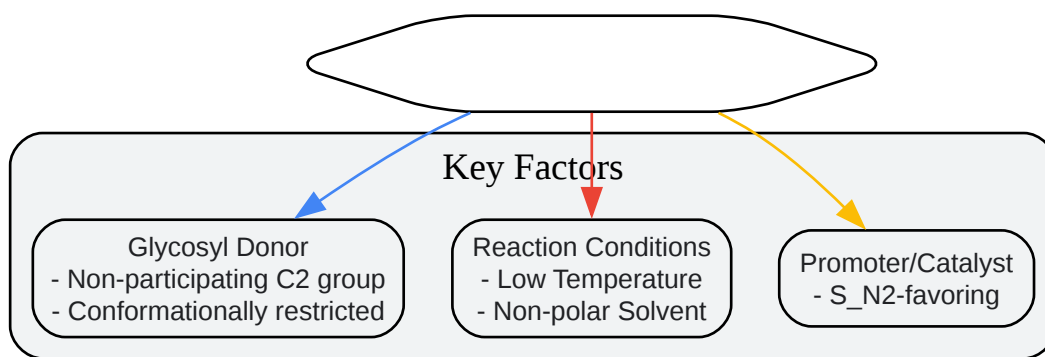 Key Factors
Glycosyl Donor
- Non-participating C2 group
- Conformationally restricted
Reaction Conditions
- Low Temperature
- Non-polar Solvent
Promoter/Catalyst
- S_N2-favoring